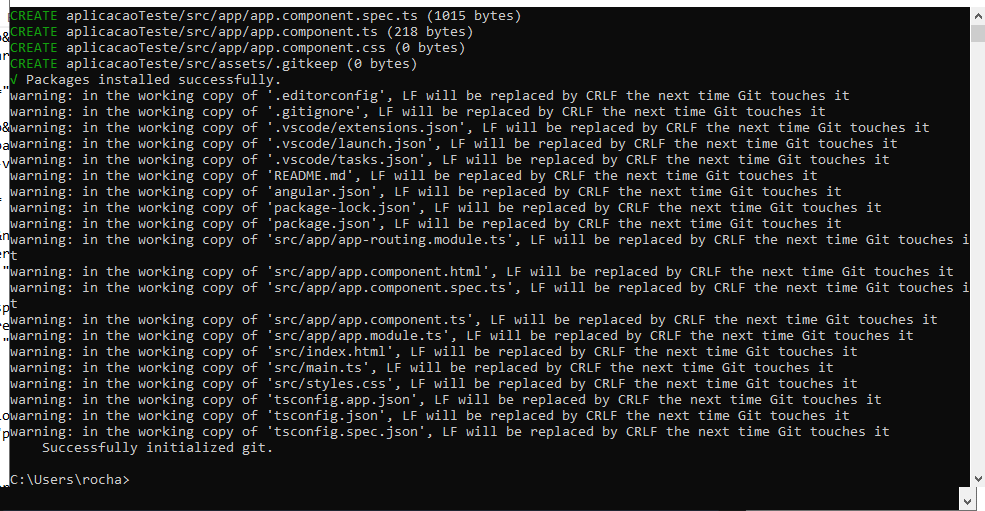 CREATE aplicacaoTeste/src/app/app.component.spec.ts (1015 bytes)
CREATE aplicacaoTeste/src/app/app.component.ts (218 bytes)
CREATE aplicacaoTeste/src/app/app.component.css (0 bytes)
CREATE aplicacaoTeste/src/assets/.gitkeep (0 bytes)
√ Packages installed successfully.
warning: in the working copy of '.editorconfig', LF will be replaced by CRLF the next time Git touches it
warning: in the working copy of '.gitignore', LF will be replaced by CRLF the next time Git touches it
warning: in the working copy of '.vscode/extensions.json', LF will be replaced by CRLF the next time Git touches it
warning: in the working copy of '.vscode/launch.json', LF will be replaced by CRLF the next time Git touches it
warning: in the working copy of '.vscode/tasks.json', LF will be replaced by CRLF the next time Git touches it
warning: in the working copy of 'README.md', LF will be replaced by CRLF the next time Git touches it
warning: in the working copy of 'angular.json', LF will be replaced by CRLF the next time Git touches it
warning: in the working copy of 'package-lock.json', LF will be replaced by CRLF the next time Git touches it
warning: in the working copy of 'package.json', LF will be replaced by CRLF the next time Git touches it
warning: in the working copy of 'src/app/app-routing.module.ts', LF will be replaced by CRLF the next time Git touches i
t
warning: in the working copy of 'src/app/app.component.html', LF will be replaced by CRLF the next time Git touches it
warning: in the working copy of 'src/app/app.component.spec.ts', LF will be replaced by CRLF the next time Git touches i
t
warning: in the working copy of 'src/app/app.component.ts', LF will be replaced by CRLF the next time Git touches it
warning: in the working copy of 'src/app/app.module.ts', LF will be replaced by CRLF the next time Git touches it
warning: in the working copy of 'src/index.html', LF will be replaced by CRLF the next time Git touches it
warning: in the working copy of 'src/main.ts', LF will be replaced by CRLF the next time Git touches it
warning: in the working copy of 'src/styles.css', LF will be replaced by CRLF the next time Git touches it
warning: in the working copy of 'tsconfig.app.json', LF will be replaced by CRLF the next time Git touches it
warning: in the working copy of 'tsconfig.json', LF will be replaced by CRLF the next time Git touches it
warning: in the working copy of 'tsconfig.spec.json', LF will be replaced by CRLF the next time Git touches it
Successfully initialized git.
C:\Users\rocha>